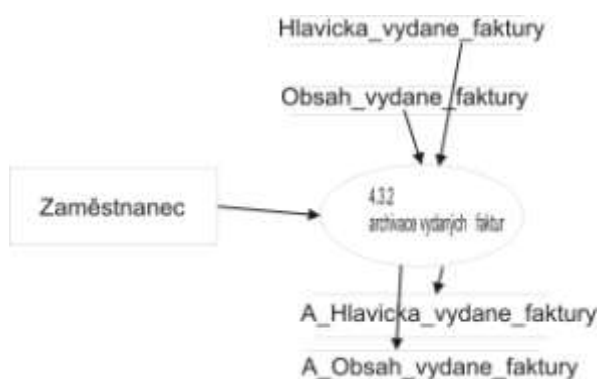 Hlavicka_vydane_faktury
Obsah_vydane_faktury
Zaměstnanec
4.3.2
archivace vydaných faktur
A_Hlavicka_vydane_faktury
A_Obsah_vydane_faktury